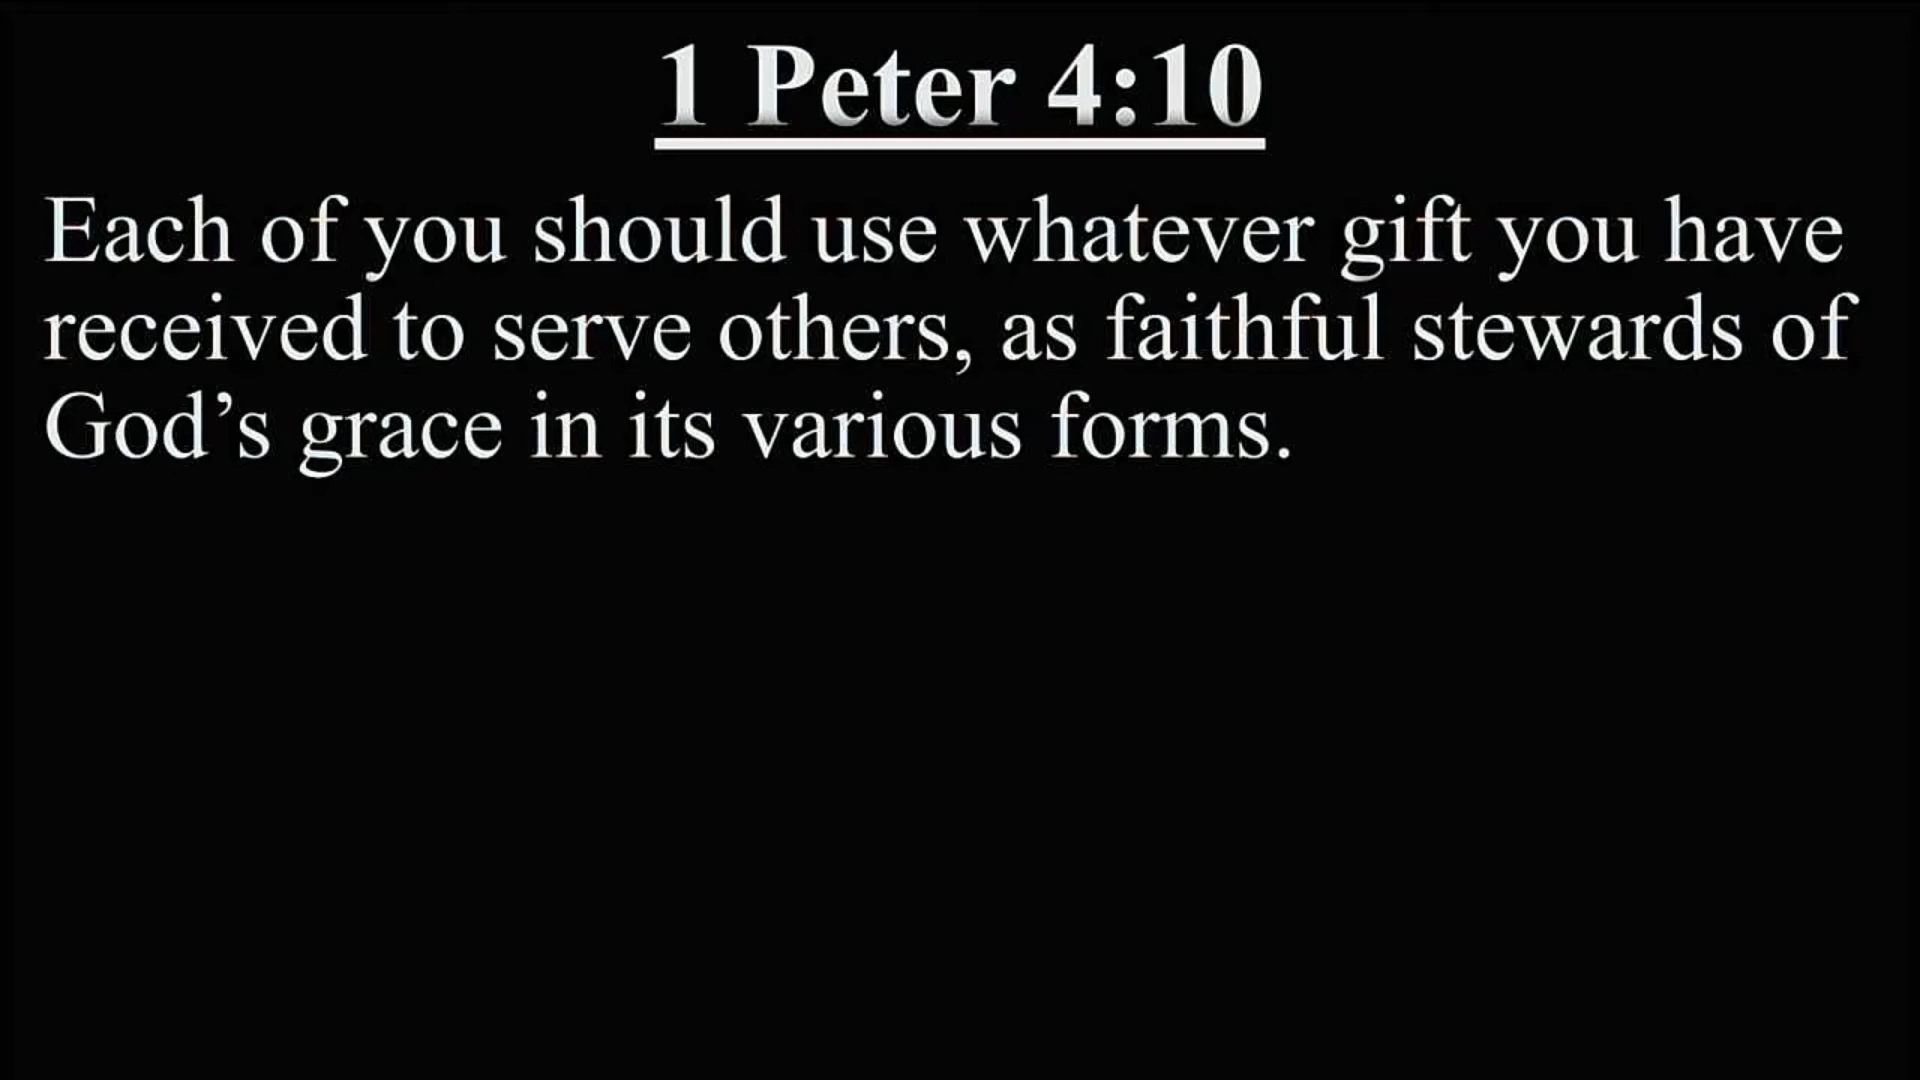 1 Peter 4:10
Each of you should use whatever gift you have
received to serve others, as faithful stewards of
God’s grace in its various forms.